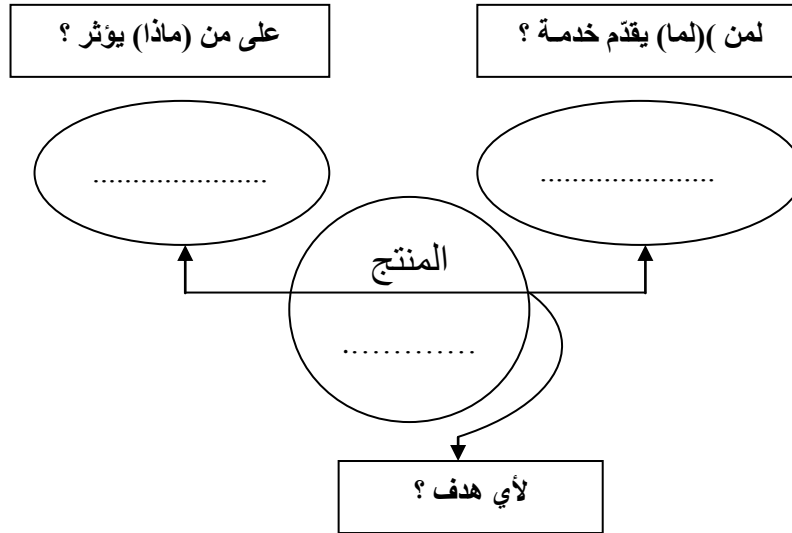 لمن )(لما) يقدّم خدمـة ؟
على من (ماذا) يؤثر ؟
......................
......................
المنتج
.............
لأي هدف ؟